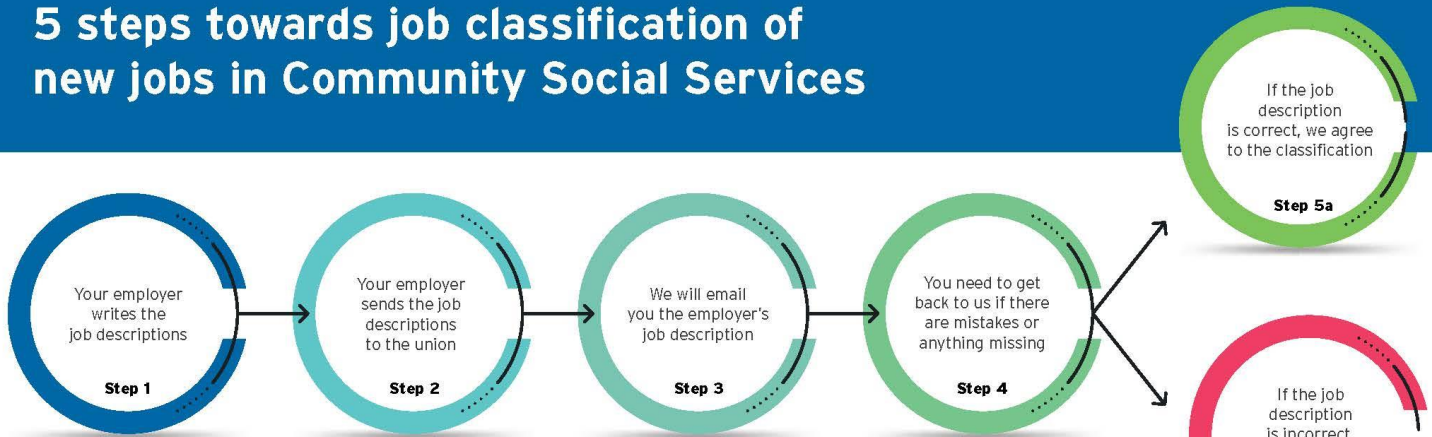 5 steps towards job classification of
new jobs in Community Social Services
Your employer
writes the
job descriptions
Step 1
Your employer
sends the job
descriptions
to the union
Step 2
We will email
you the employer's
job description
Step 3
You need to get
back to us if there
are mistakes or
anything missing
Step 4
If the job
description
is correct, we agree
to the classification
Step 5a
If the job
description
is incorrect